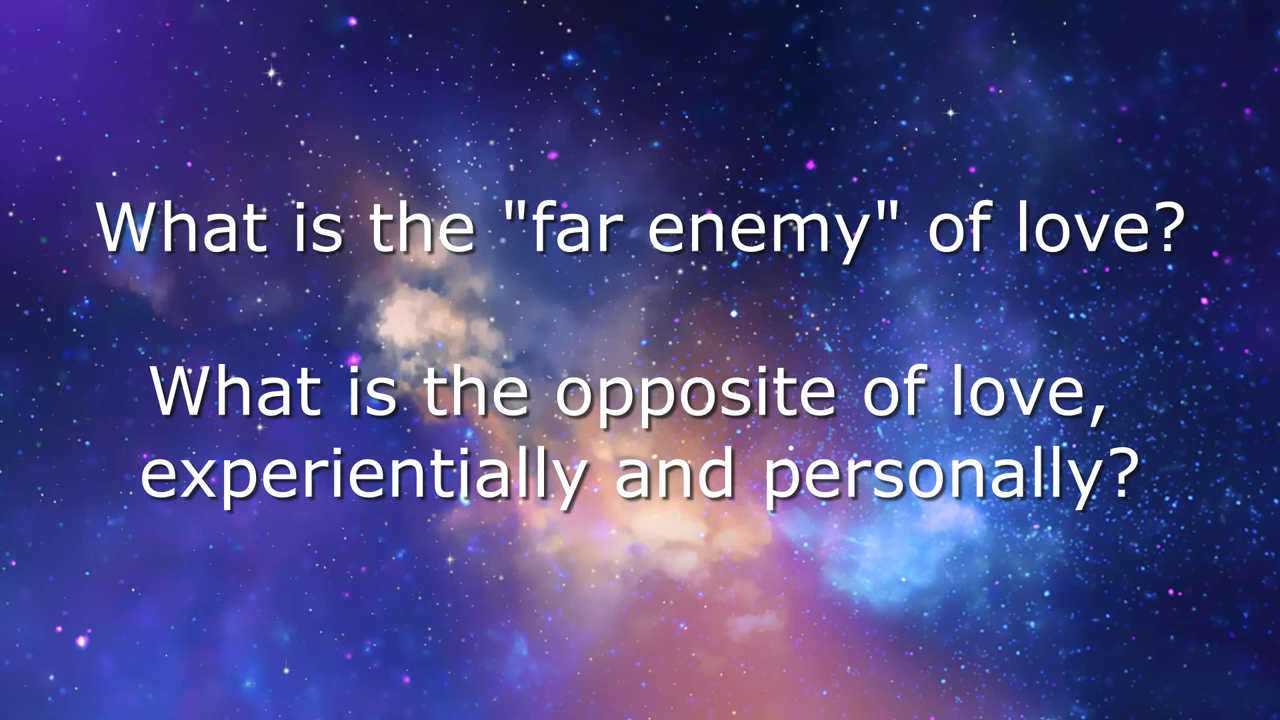 What is the "far enemy" of love?
What is the opposite of love,
experientially and personally?